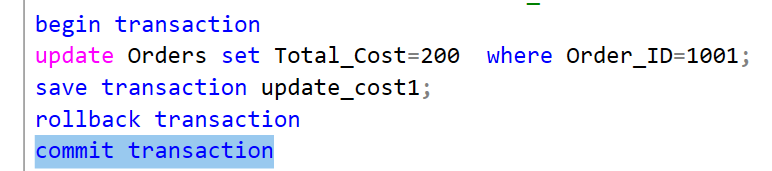 begin transaction
update Orders set Total_Cost=200  where Order_ID=1001;
save transaction update_cost1;
rollback transaction
commit transaction